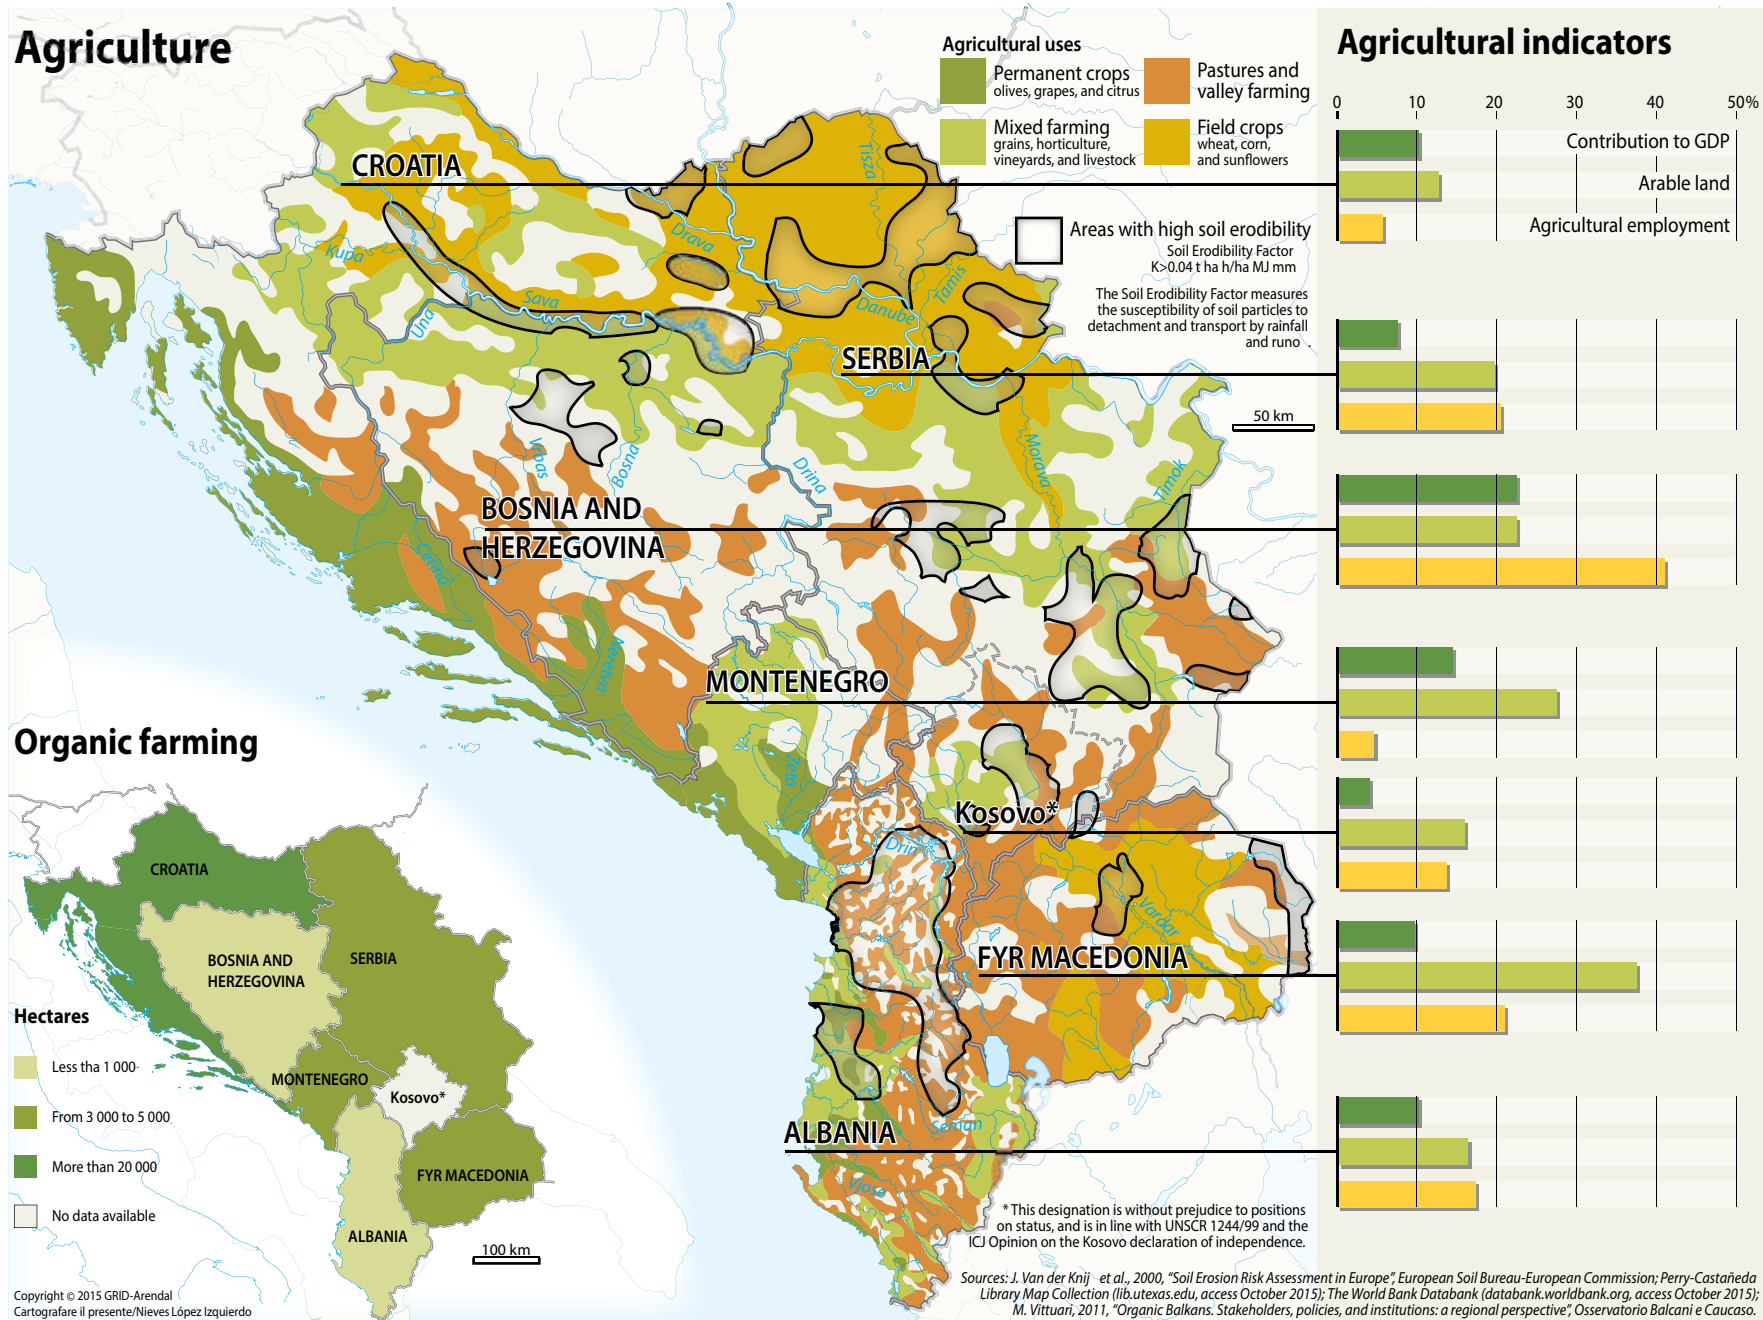 Agriculture
Agricultural uses
Permanent crops
olives, grapes, and citrus
Pastures and
valley farming
Mixed farming
grains, horticulture,
vineyards, and livestock
Field crops
wheat, corn,
and sunflowers
Areas with high soil erodibility
Soil Erodibility Factor
K>0.04 t ha h/ha MJ mm
The Soil Erodibility Factor measures
the susceptibility of soil particles to
detachment and transport by rainfall
and runo .
50 km
CROATIA
SERBIA
BOSNIA AND
HERZEGOVINA
MONTENEGRO
Kosovo*
FYR MACEDONIA
ALBANIA
Kupa
Una
Sava
Drava
Tisza
Danube
Tamis
Vrbas
Bosna
Drina
Morava
Timok
Cetina
Neretva
Zeta
Drin
Vardar
Seman
Vjose
Agricultural indicators
0 10 20 30 40 50%
Contribution to GDP
Arable land
Agricultural employment
Organic farming
CROATIA
BOSNIA AND
HERZEGOVINA
SERBIA
MONTENEGRO
Kosovo*
FYR MACEDONIA
ALBANIA
Hectares
Less tha 1 000
From 3 000 to 5 000
More than 20 000
No data available
100 km
* This designation is without prejudice to positions
on status, and is in line with UNSCR 1244/99 and the
ICJ Opinion on the Kosovo declaration of independence.
Sources: J. Van der Knij et al., 2000, “Soil Erosion Risk Assessment in Europe”, European Soil Bureau-European Commission; Perry-Castañeda
Library Map Collection (lib.utexas.edu, access October 2015); The World Bank Databank (databank.worldbank.org, access October 2015);
M. Vittuari, 2011, “Organic Balkans. Stakeholders, policies, and institutions: a regional perspective”, Osservatorio Balcani e Caucaso.
Copyright © 2015 GRID-Arendal
Cartografare il presente/Nieves López Izquierdo